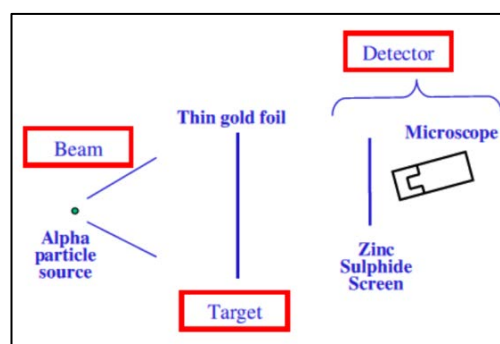 Detector
Thin gold foil
Microscope
Beam
Alpha
particle
source
Zinc
Sulphide
Screen
Target